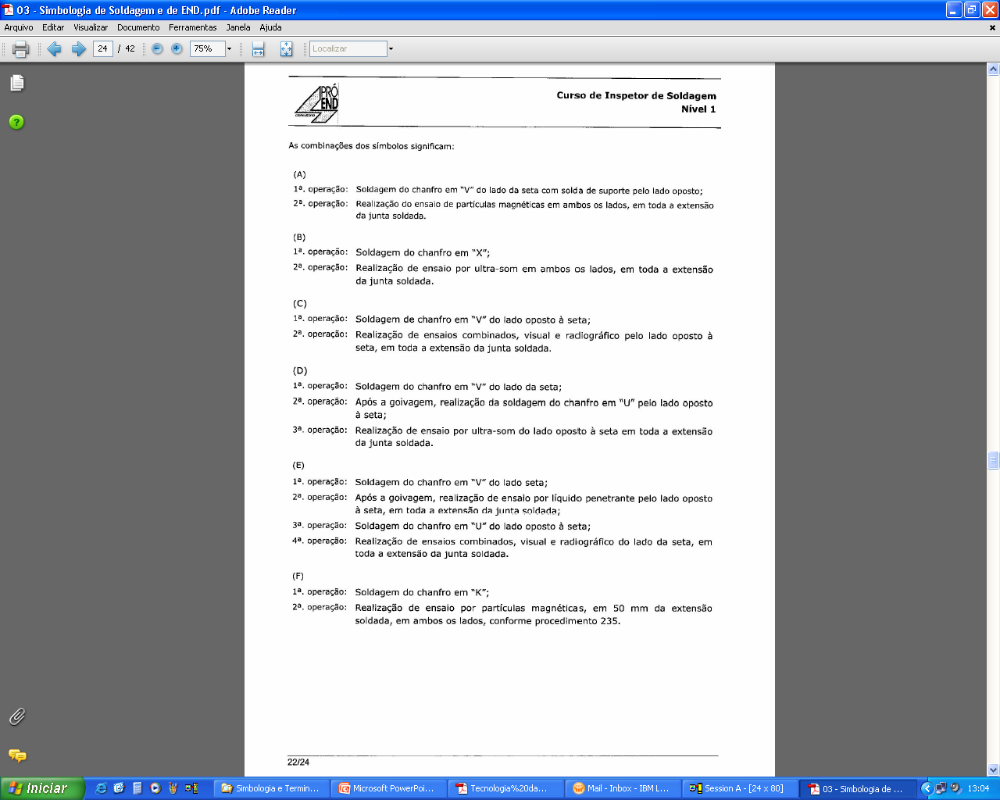 03 - Simbologia de Soldagem e de END.pdf - Adobe Reader
Arquivo Editar Visualizar Documento Ferramentas Janela Ajuda
24 / 42 75% Localizar
PRÓ
END
consultoria
Curso de Inspetor de Soldagem
Nível 1
As combinações dos símbolos significam:
(A)
1ª. operação: Soldagem do chanfro em “V” do lado da seta com solda de suporte pelo lado oposto;
2ª. operação: Realização do ensaio de partículas magnéticas em ambos os lados, em toda a extensão
da junta soldada.
(B)
1ª. operação: Soldagem do chanfro em “X”;
2ª. operação: Realização de ensaio por ultra-som em ambos os lados, em toda a extensão
da junta soldada.
(C)
1ª. operação: Soldagem de chanfro em “V” do lado oposto à seta;
2ª. operação: Realização de ensaios combinados, visual e radiográfico pelo lado oposto à
seta, em toda a extensão da junta soldada.
(D)
1ª. operação: Soldagem do chanfro em “V” do lado da seta;
2ª. operação: Após a goivagem, realização da soldagem do chanfro em “U” pelo lado oposto
à seta;
3ª. operação: Realização de ensaio por ultra-som do lado oposto à seta em toda a extensão
da junta soldada.
(E)
1ª. operação: Soldagem do chanfro em “V” do lado seta;
2ª. operação: Após a goivagem, realização de ensaio por líquido penetrante pelo lado oposto
à seta, em toda a extensão da junta soldada;
3ª. operação: Soldagem do chanfro em “U” do lado oposto à seta;
4ª. operação: Realização de ensaios combinados, visual e radiográfico do lado da seta, em
toda a extensão da junta soldada.
(F)
1ª. operação: Soldagem do chanfro em “K”;
2ª. operação: Realização de ensaio por partículas magnéticas, em 50 mm da extensão
soldada, em ambos os lados, conforme procedimento 235.
22/24
Iniciar Simbologia e Termin... Microsoft PowerPoi... Tecnologia%20da... Mail - Inbox - IBM L... Session A - [24 x 80] 03 - Simbologia de ... 13:04